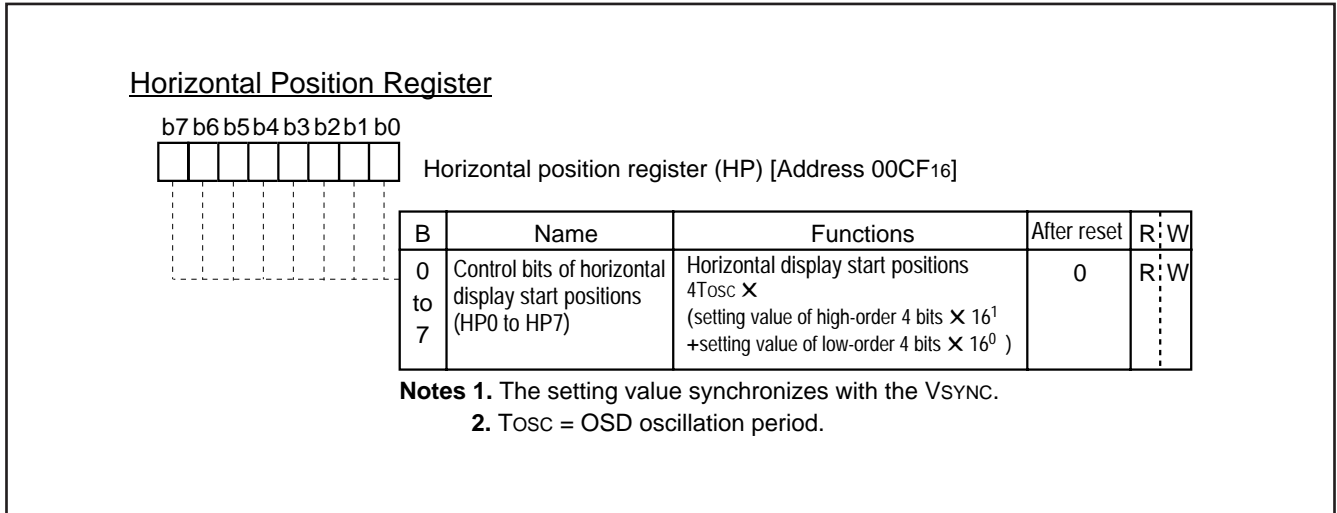 Horizontal Position Register
b7 b6 b5 b4 b3 b2 b1 b0
Horizontal position register (HP) [Address 00CF16]
B Name Functions After reset R W
0 to 7 Control bits of horizontal display start positions (HP0 to HP7) Horizontal display start positions 0 R W
4TOSC ✕
(setting value of high-order 4 bits ✕ 16¹
+setting value of low-order 4 bits ✕ 16⁰ )
Notes 1. The setting value synchronizes with the VSYNC.
2. TOSC = OSD oscillation period.